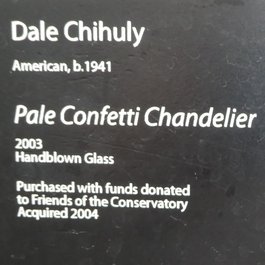 Dale Chihuly
American, b.1941
Pale Confetti Chandelier
2003
Handblown Glass
Purchased with funds donated
to Friends of the Conservatory
Acquired 2004